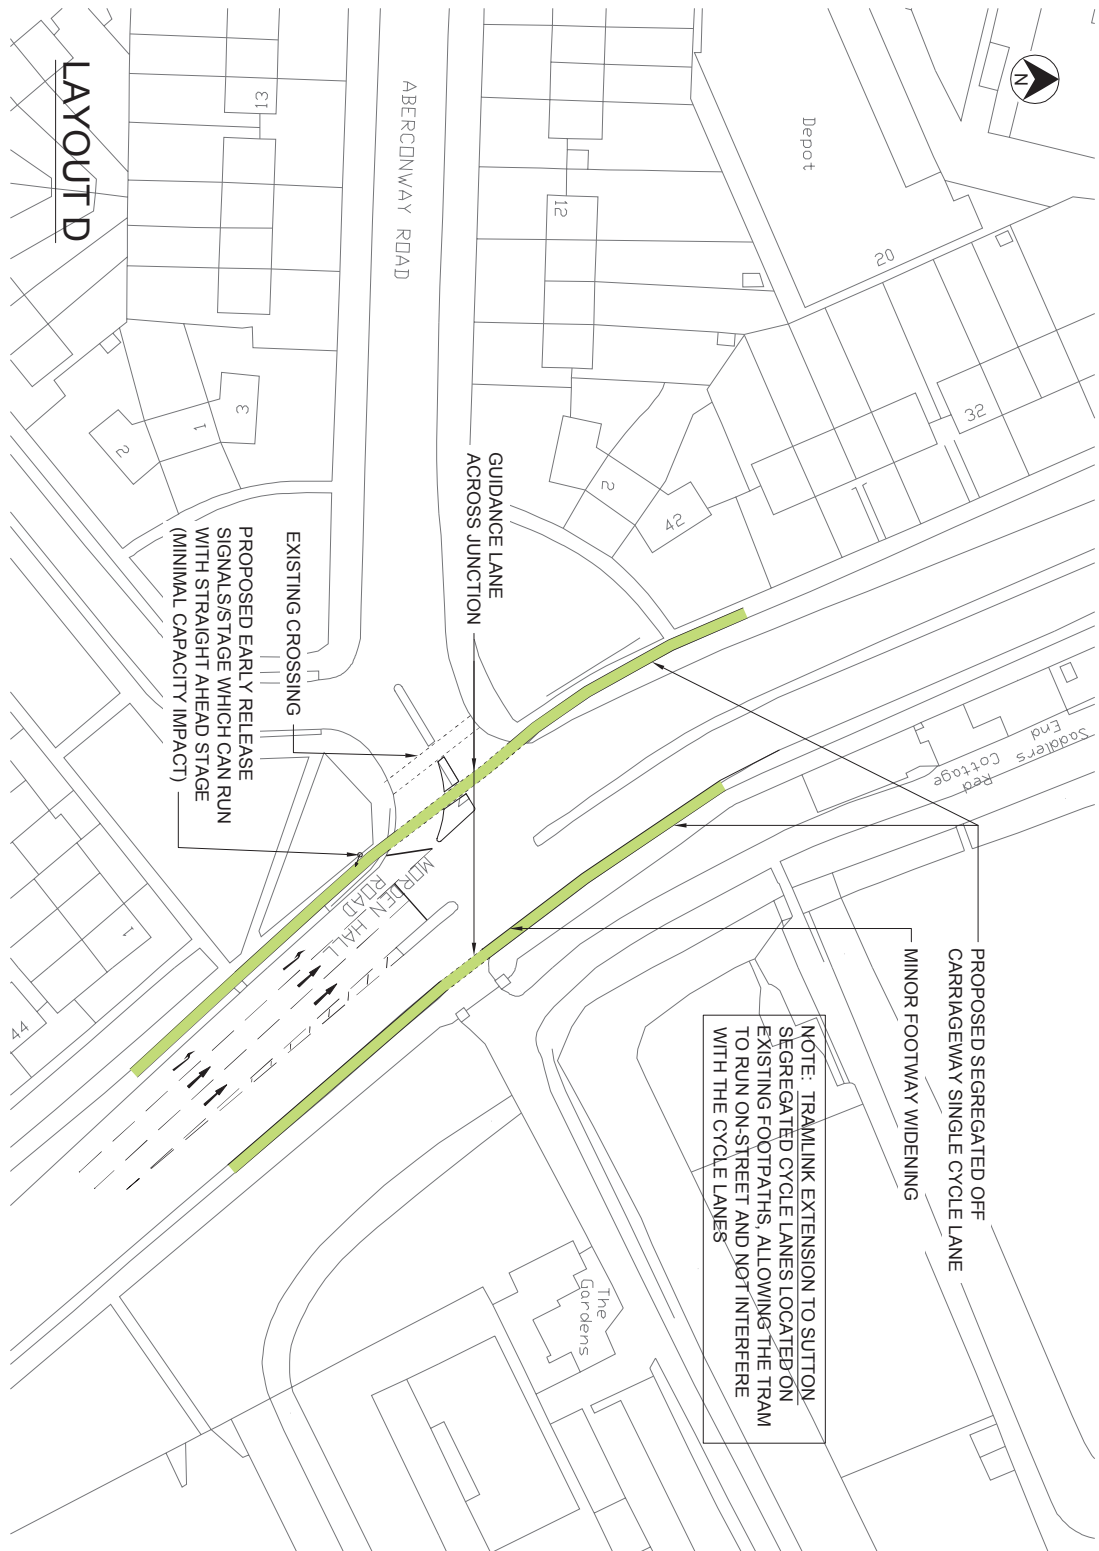 LAYOUT D
N
ABERCONWAY ROAD
Depot
13
12
20
32
3
1
2
2
42
GUIDANCE LANE
ACROSS JUNCTION
EXISTING CROSSING
PROPOSED EARLY RELEASE
SIGNALS/STAGE WHICH CAN RUN
WITH STRAIGHT AHEAD STAGE
(MINIMAL CAPACITY IMPACT)
Saddlers
End
Red
Cottage
MORDEN HALL
ROAD
1
44
PROPOSED SEGREGATED OFF
CARRIAGEWAY SINGLE CYCLE LANE
MINOR FOOTWAY WIDENING
NOTE: TRAMLINK EXTENSION TO SUTTON
SEGREGATED CYCLE LANES LOCATED ON
EXISTING FOOTPATHS, ALLOWING THE TRAM
TO RUN ON-STREET AND NOT INTERFERE
WITH THE CYCLE LANES
The
Gardens